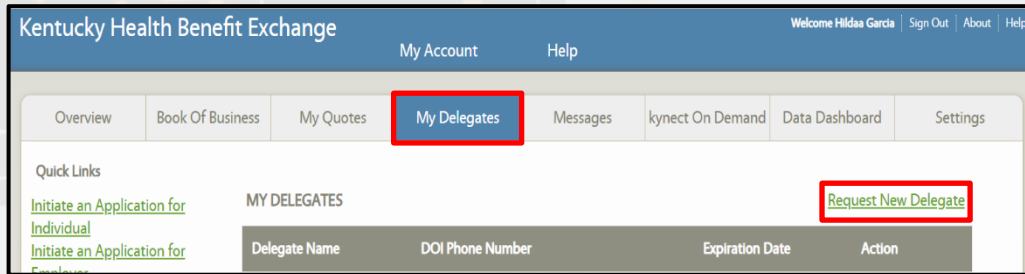 Kentucky Health Benefit Exchange
Welcome Hildaa Garcia | Sign Out | About | Help
My Account Help
Overview Book Of Business My Quotes My Delegates Messages kynect On Demand Data Dashboard Settings
Quick Links
Initiate an Application for
Individual
Initiate an Application for
Employer
MY DELEGATES Request New Delegate
Delegate Name DOI Phone Number Expiration Date Action